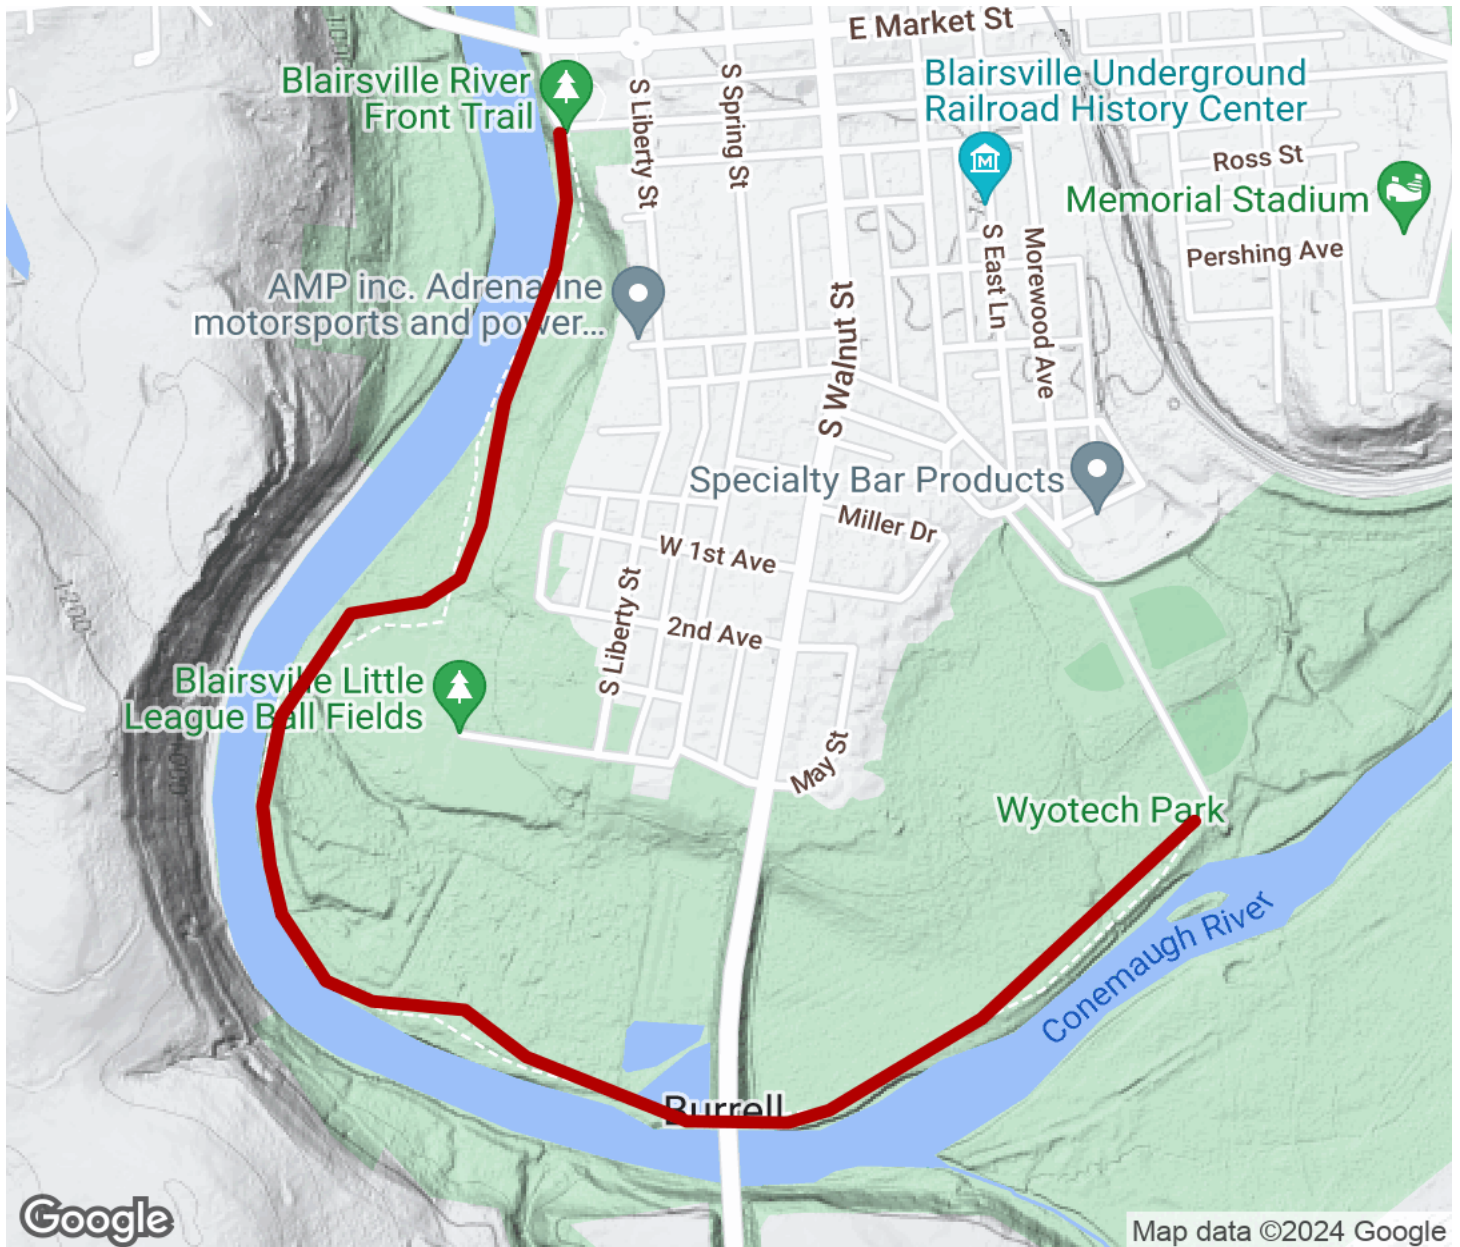 E Market St
1100
Blairsville River
Front Trail
S Liberty St
S Spring St
Blairsville Underground
Railroad History Center
M
Ross St
Memorial Stadium
Pershing Ave
S East Ln
Morewood Ave
AMP inc. Adrenaline
motorsports and power...
S Walnut St
Specialty Bar Products
Miller Dr
W 1st Ave
1200
2nd Ave
S Liberty St
Blairsville Little
League Ball Fields
1000
May St
Wyotech Park
Conemaugh River
Burrell
Google
Map data ©2024 Google